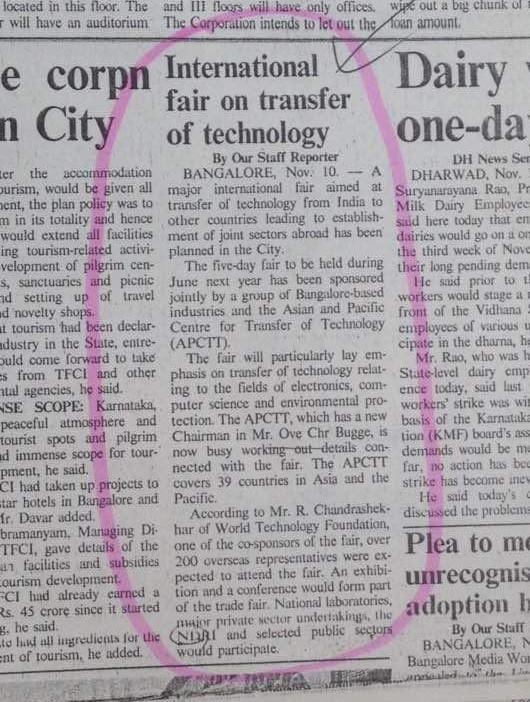 located in this floor. The
r will have an auditorium
and III floors will have only offices.
The Corporation intends to let out the
wipe out a big chunk of
loan amount.
e corpn
n City
ter the accommodation
ourism, would be given all
ent, the plan policy was to
m in its totality and hence
would extend all facilities
ing tourism-related activi-
velopment of pilgrim cen-
s, sanctuaries and picnic
nd setting up of travel
d novelty shops.
t tourism had been declar-
ndustry in the State, entre-
ould come forward to take
es from TFCI and other
ntal agencies, he said.
NSE SCOPE: Karnataka,
peaceful atmosphere and
tourist spots and pilgrim
d immense scope for tour-
pment, he said.
CI had taken up projects to
star hotels in Bangalore and
Mr. Davar added.
bramanyam, Managing Di-
TFCI, gave details of the
an facilities and subsidies
ourism development.
FCI had already earned a
Rs. 45 crore since it started
g, he said.
te had all ingredients for the
ent of tourism, he added.
International
fair on transfer
of technology
By Our Staff Reporter
BANGALORE, Nov. 10. — A
major international fair aimed at
transfer of technology from India to
other countries leading to establish-
ment of joint sectors abroad has been
planned in the City.
The five-day fair to be held during
June next year has been sponsored
jointly by a group of Bangalore-based
industries and the Asian and Pacific
Centre for Transfer of Technology
(APCTT).
The fair will particularly lay em-
phasis on transfer of technology relat-
ing to the fields of electronics, com-
puter science and environmental pro-
tection. The APCTT, which has a new
Chairman in Mr. Ove Chr Bugge, is
now busy working out details con-
nected with the fair. The APCTT
covers 39 countries in Asia and the
Pacific.
According to Mr. R. Chandrashek-
har of World Technology Foundation,
one of the co-sponsors of the fair, over
200 overseas representatives were ex-
pected to attend the fair. An exhibi-
tion and a conference would form part
of the trade fair. National laboratories,
major private sector undertakings, the
and selected public sectors
would participate.
Dairy
one-da
DH News Ser
DHARWAD, Nov.
Suryanarayana Rao, P
Milk Dairy Employee
said here today that em
dairies would go on a on
the third week of Nove
their long pending dem
He said prior to t
workers would stage a
front of the Vidhana
employees of various
cipate in the dharna, he
Mr. Rao, who was h
State-level dairy emp
ence today, said last
workers' strike was wit
basis of the Karnataka
tion (KMF) board's ass
demands would be me
far, no action has bee
strike has become inev
He said today's
discussed the problems
Plea to me
unrecognis
adoption b
By Our Staff
BANGALORE, N
Bangalore Media Wor